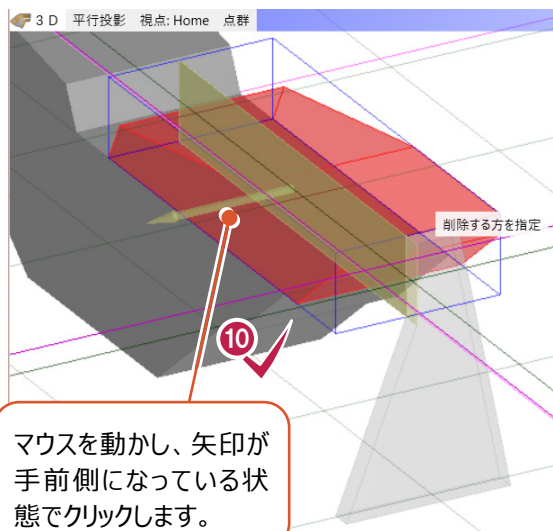 3D 平行投影 視点: Home 点群
削除する方を指定
10
マウスを動かし、矢印が
手前側になっている状
態でクリックします。